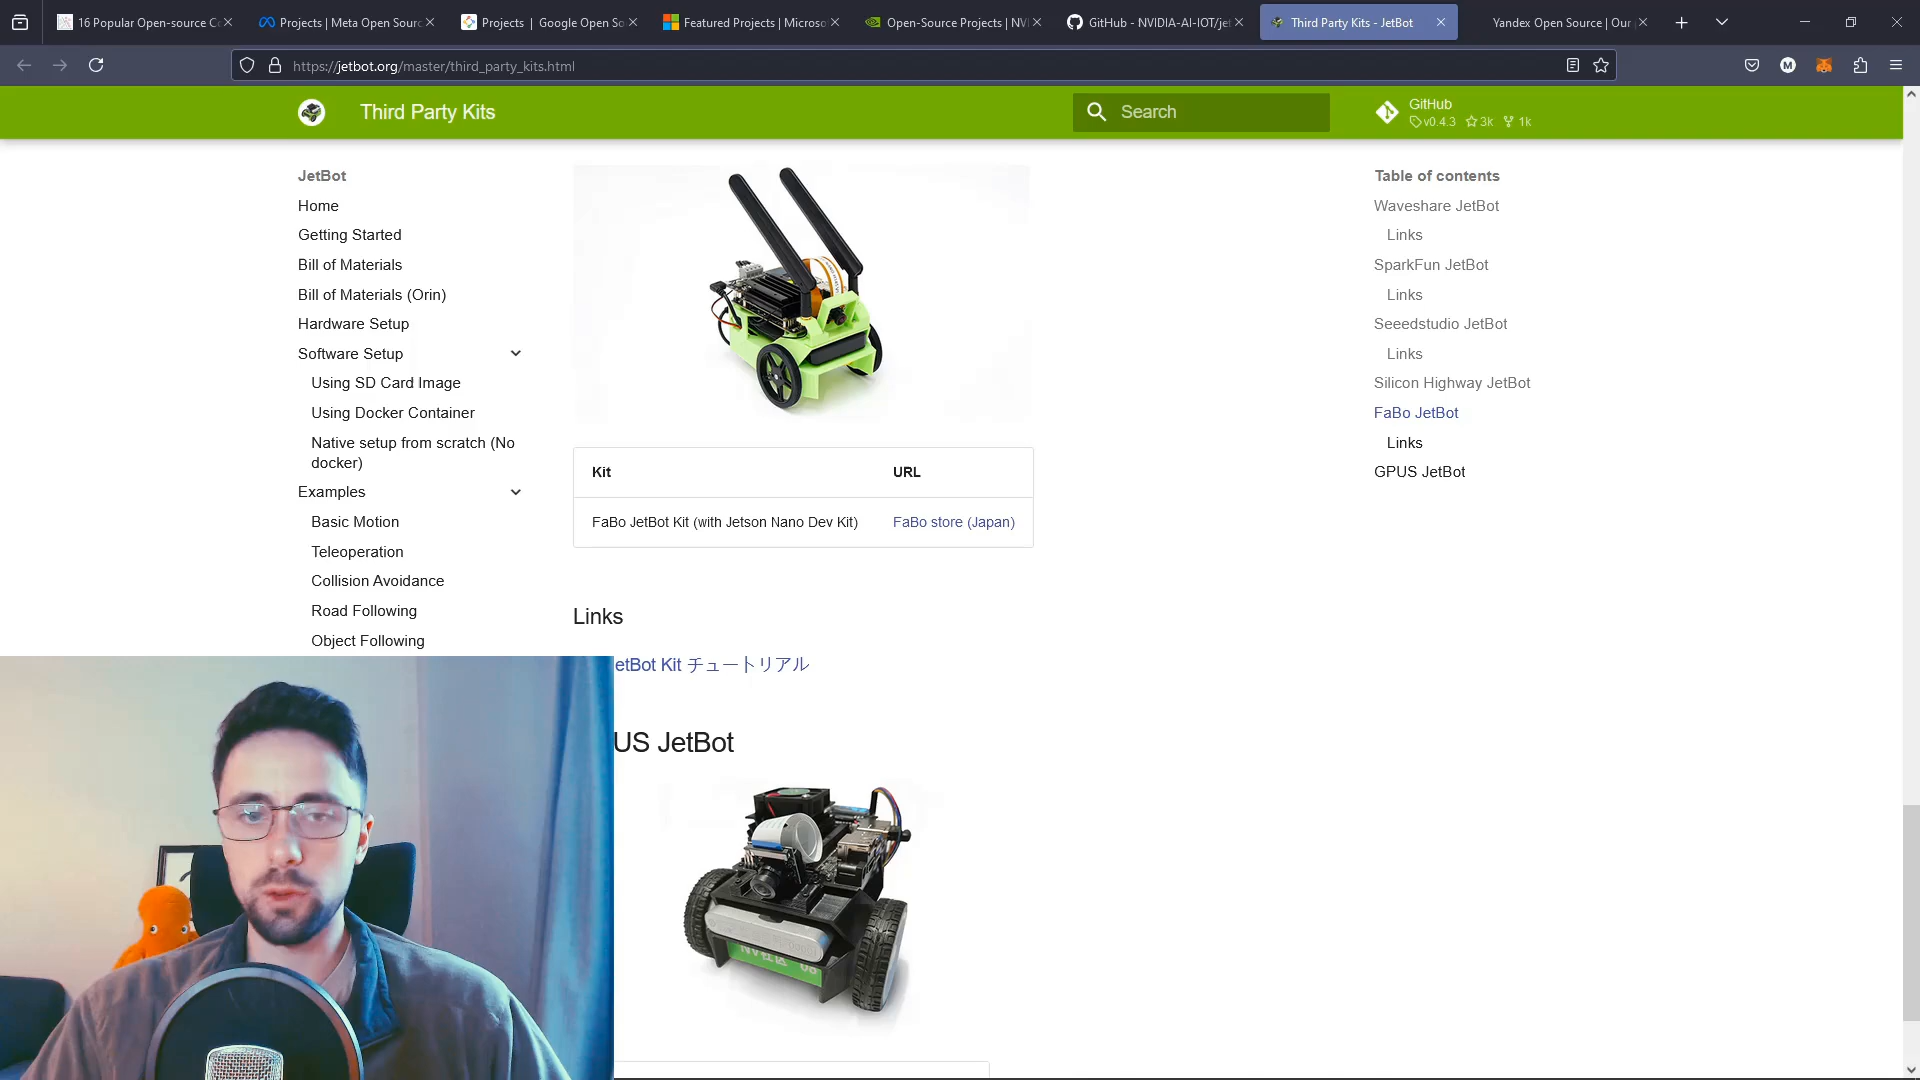 16 Popular Open-source Co
Projects | Meta Open Sourc
Projects | Google Open So
Featured Projects | Microso
Open-Source Projects | NVI
GitHub - NVIDIA-AI-IOT/jet
Third Party Kits - JetBot
Yandex Open Source | Our
https://jetbot.org/master/third_party_kits.html
M
Third Party Kits
Search
GitHub
v0.4.3 3k 1k
JetBot
Home
Getting Started
Bill of Materials
Bill of Materials (Orin)
Hardware Setup
Software Setup
Using SD Card Image
Using Docker Container
Native setup from scratch (No
docker)
Examples
Basic Motion
Teleoperation
Collision Avoidance
Road Following
Object Following
Kit URL
FaBo JetBot Kit (with Jetson Nano Dev Kit) FaBo store (Japan)
Links
etBot Kit チュートリアル
US JetBot
Table of contents
Waveshare JetBot
Links
SparkFun JetBot
Links
Seeedstudio JetBot
Links
Silicon Highway JetBot
FaBo JetBot
Links
GPUS JetBot